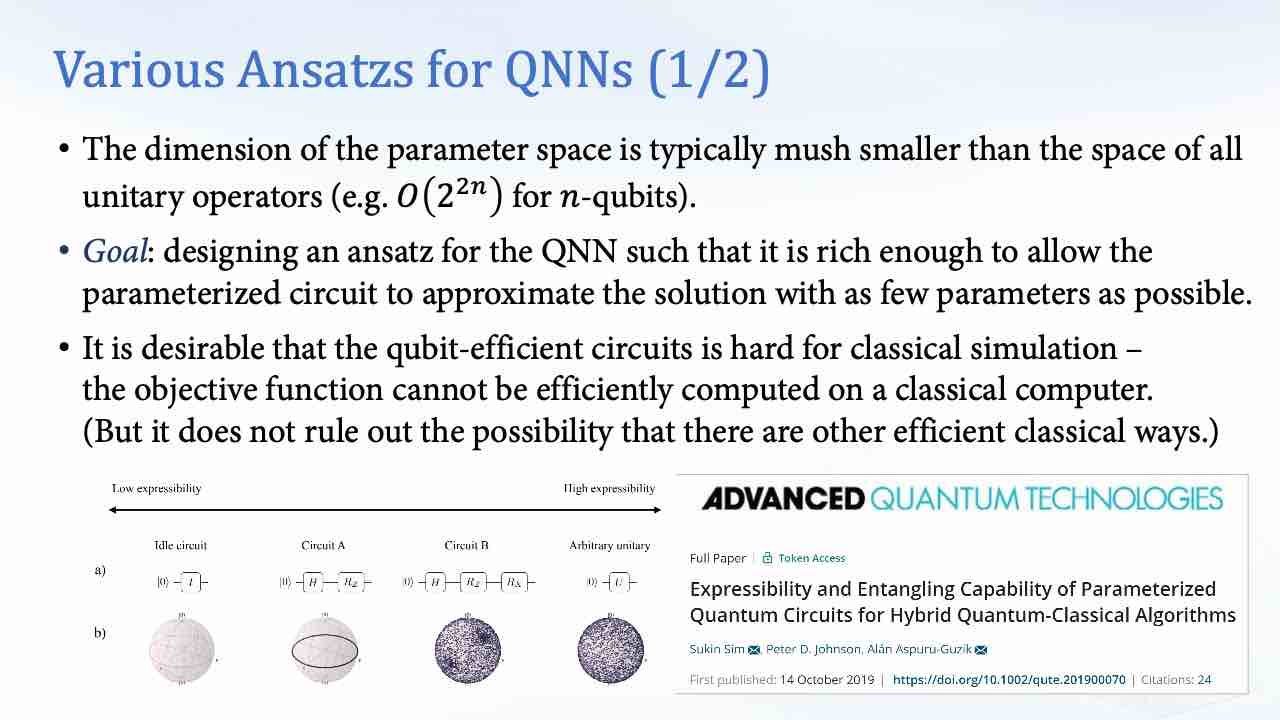 Various Ansatzs for QNNs (1/2)
• The dimension of the parameter space is typically mush smaller than the space of all
unitary operators (e.g. O(2²ⁿ) for n-qubits).
• Goal: designing an ansatz for the QNN such that it is rich enough to allow the
parameterized circuit to approximate the solution with as few parameters as possible.
• It is desirable that the qubit-efficient circuits is hard for classical simulation –
the objective function cannot be efficiently computed on a classical computer.
(But it does not rule out the possibility that there are other efficient classical ways.)
Low expressibility High expressibility
Idle circuit Circuit A Circuit B Arbitrary unitary
a) |0⟩ I |0⟩ H R_Z |0⟩ H R_Z R_X |0⟩ U
b)
ADVANCED QUANTUM TECHNOLOGIES
Full Paper | Token Access
Expressibility and Entangling Capability of Parameterized
Quantum Circuits for Hybrid Quantum-Classical Algorithms
Sukin Sim, Peter D. Johnson, Alán Aspuru-Guzik
First published: 14 October 2019 | https://doi.org/10.1002/qute.201900070 | Citations: 24